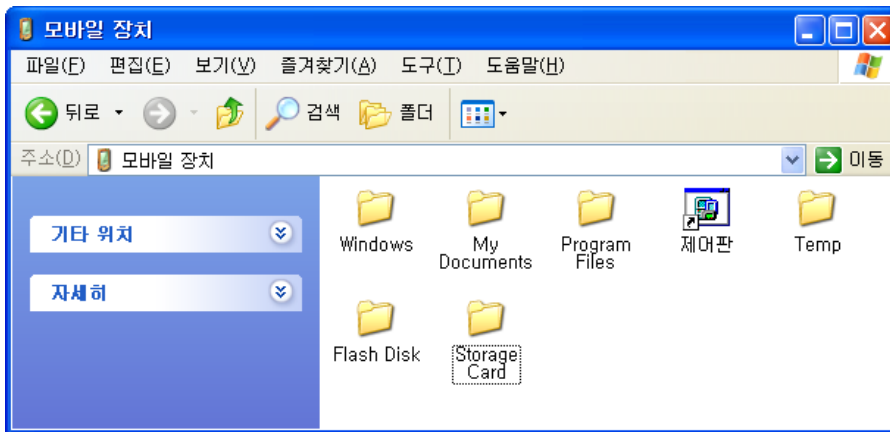 모바일 장치
파일(F) 편집(E) 보기(V) 즐겨찾기(A) 도구(T) 도움말(H)
뒤로 검색 폴더
주소(D) 모바일 장치 이동
기타 위치
자세히
Windows
My
Documents
Program
Files
제어판
Temp
Flash Disk
Storage
Card